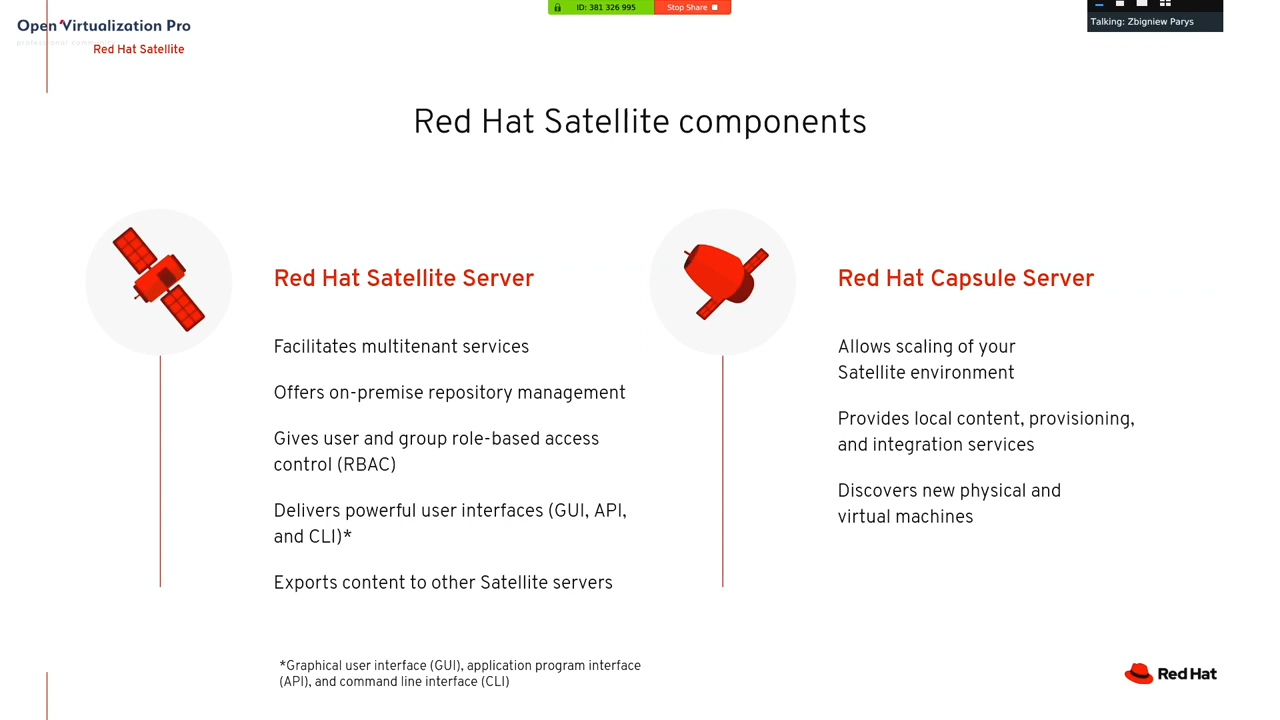 Open Virtualization Pro
professional community
Red Hat Satellite
ID: 381 326 995
Stop Share
Talking: Zbigniew Parys
Red Hat Satellite components
Red Hat Satellite Server
Facilitates multitenant services
Offers on-premise repository management
Gives user and group role-based access
control (RBAC)
Delivers powerful user interfaces (GUI, API,
and CLI)*
Exports content to other Satellite servers
Red Hat Capsule Server
Allows scaling of your
Satellite environment
Provides local content, provisioning,
and integration services
Discovers new physical and
virtual machines
*Graphical user interface (GUI), application program interface
(API), and command line interface (CLI)
Red Hat